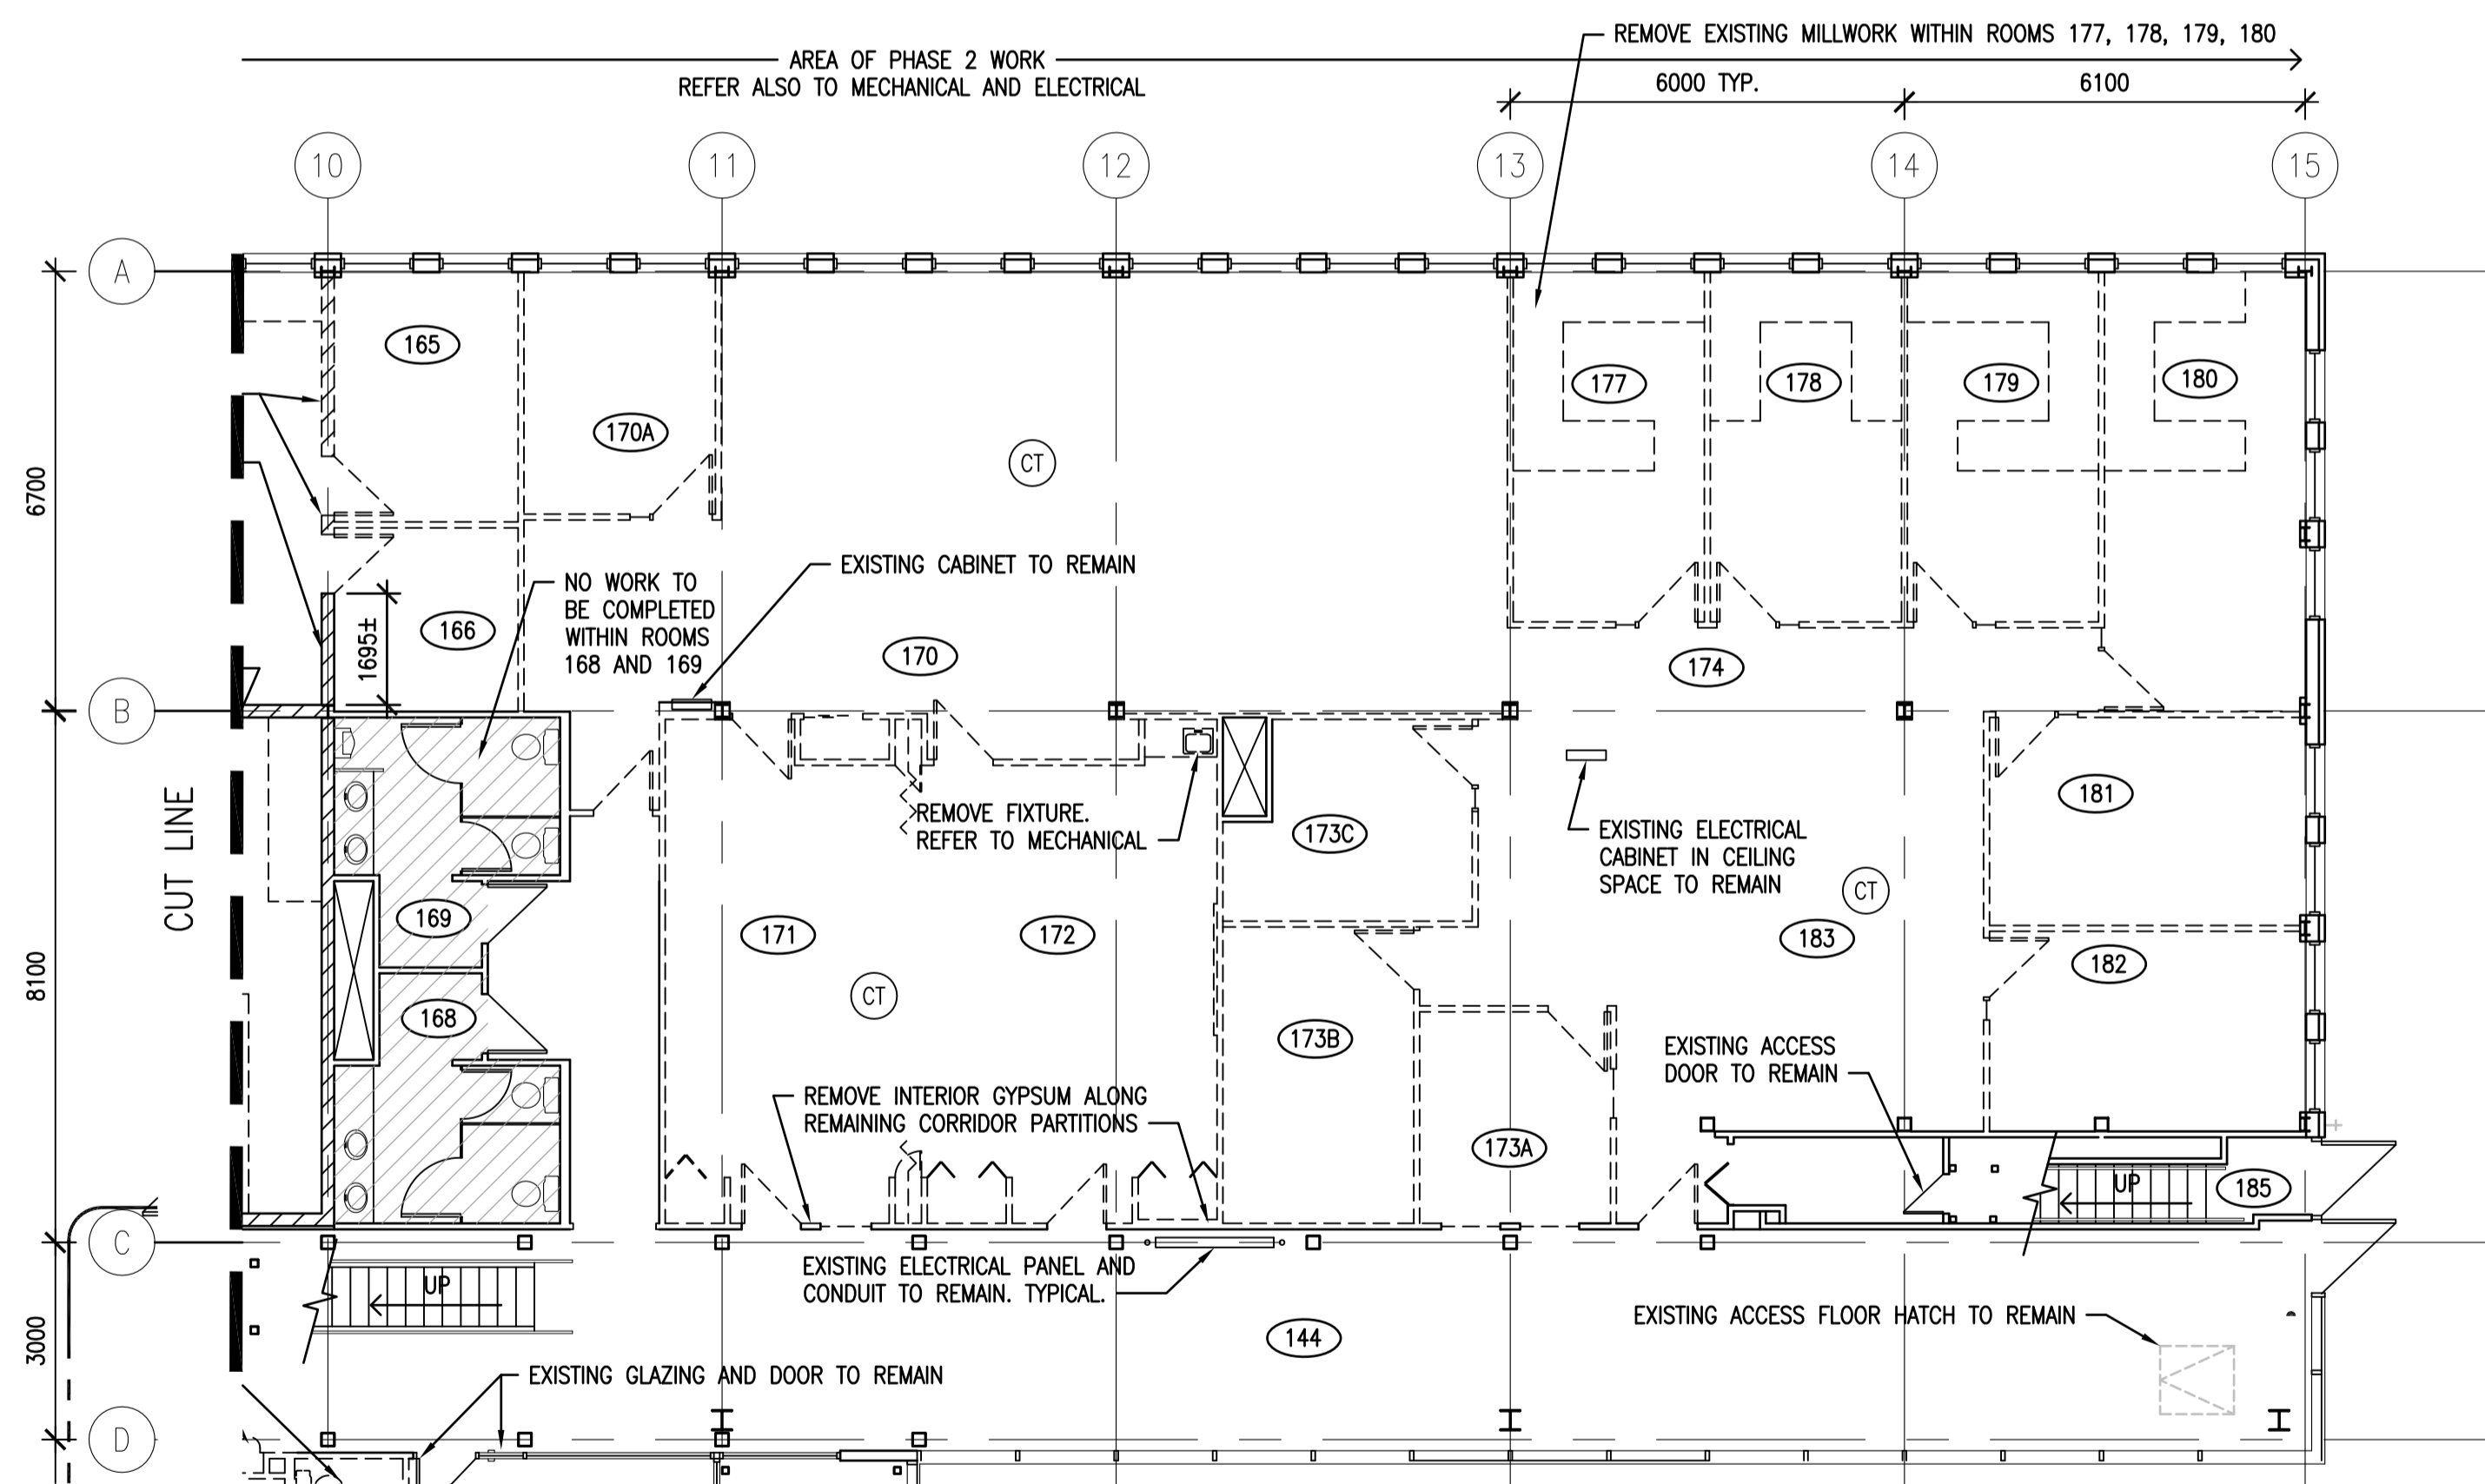 REMOVE EXISTING MILLWORK WITHIN ROOMS 177, 178, 179, 180
AREA OF PHASE 2 WORK
REFER ALSO TO MECHANICAL AND ELECTRICAL
6000 TYP.
6100
10
11
12
13
14
15
A
165
177
178
179
180
170A
CT
6700
EXISTING CABINET TO REMAIN
NO WORK TO
BE COMPLETED
WITHIN ROOMS
168 AND 169
166
1695±
170
174
B
CUT LINE
REMOVE FIXTURE.
REFER TO MECHANICAL
173C
EXISTING ELECTRICAL
CABINET IN CEILING
SPACE TO REMAIN
181
CT
169
171
172
183
182
8100
CT
168
173B
EXISTING ACCESS
DOOR TO REMAIN
REMOVE INTERIOR GYPSUM ALONG
REMAINING CORRIDOR PARTITIONS
173A
UP
185
C
EXISTING ELECTRICAL PANEL AND
CONDUIT TO REMAIN. TYPICAL.
UP
3000
144
EXISTING ACCESS FLOOR HATCH TO REMAIN
EXISTING GLAZING AND DOOR TO REMAIN
D